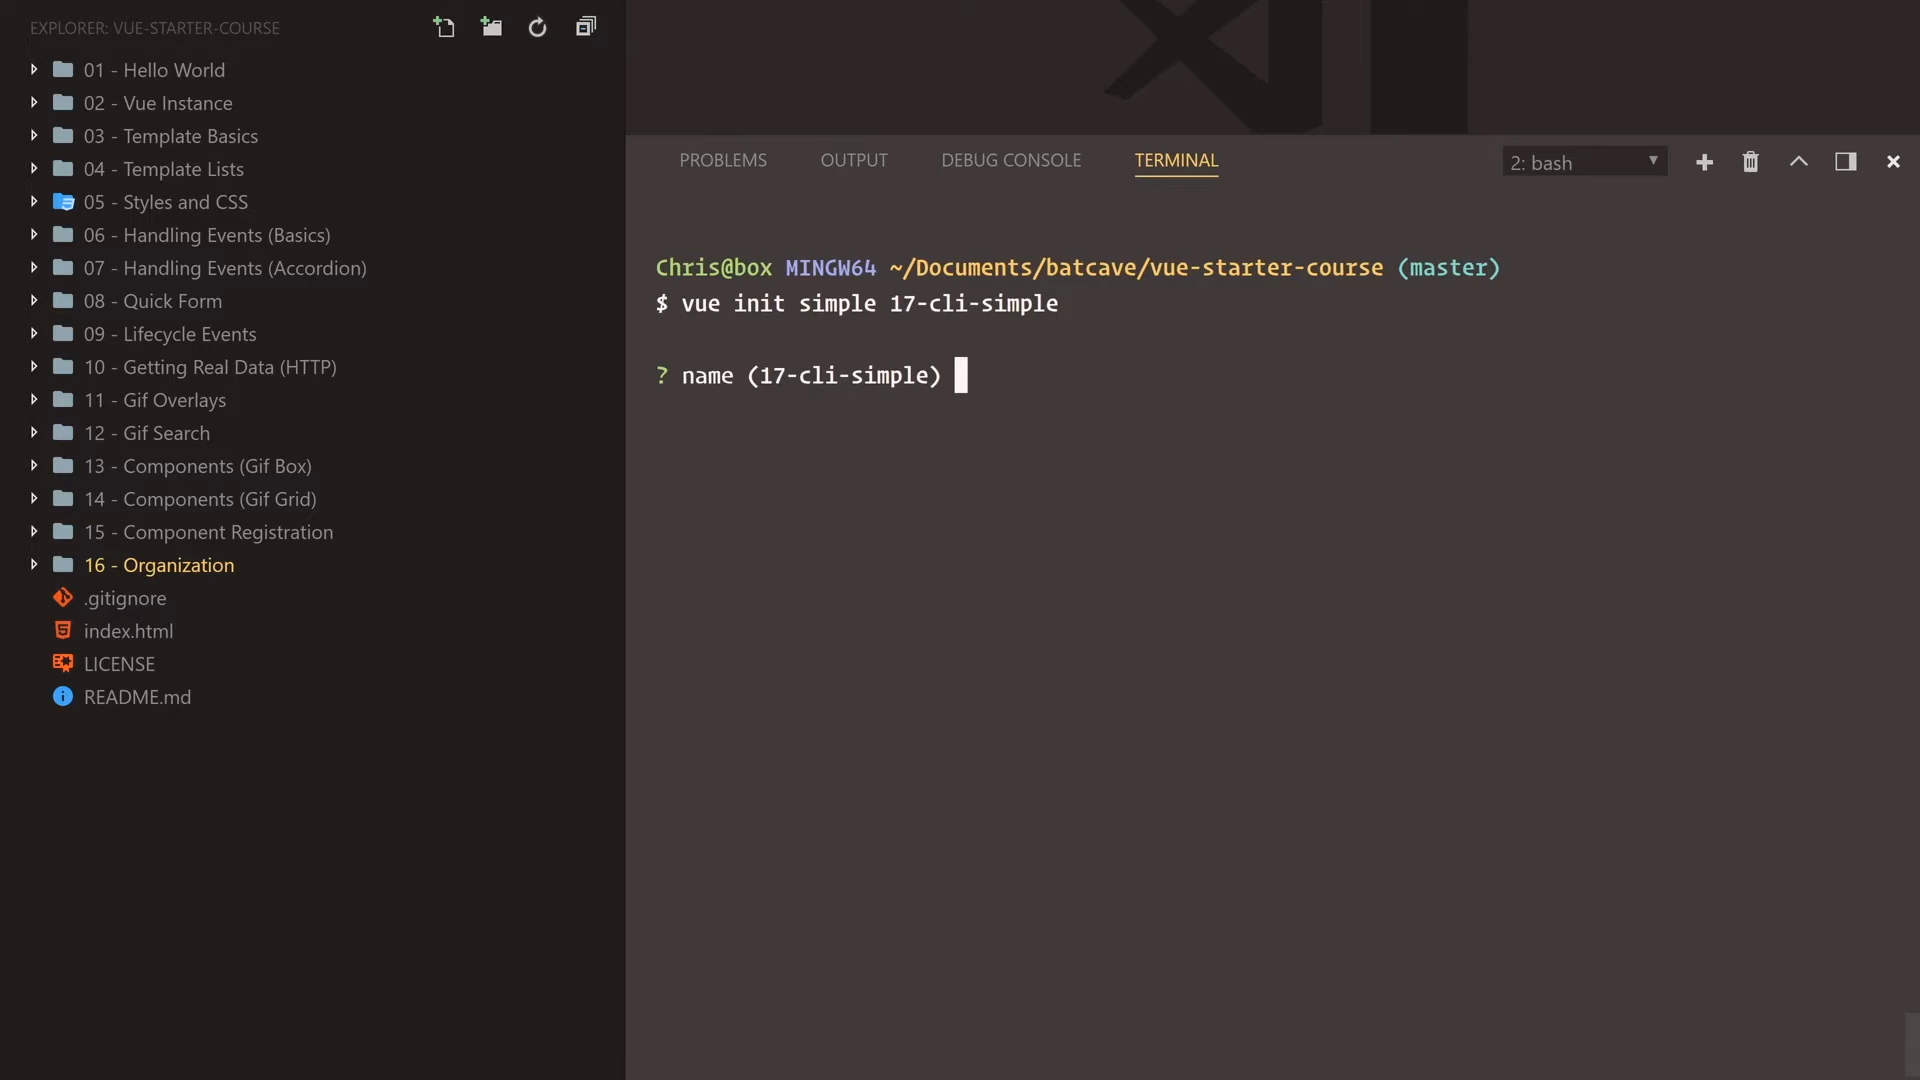 EXPLORER: VUE-STARTER-COURSE
01 - Hello World
02 - Vue Instance
03 - Template Basics
04 - Template Lists
05 - Styles and CSS
06 - Handling Events (Basics)
07 - Handling Events (Accordion)
08 - Quick Form
09 - Lifecycle Events
10 - Getting Real Data (HTTP)
11 - Gif Overlays
12 - Gif Search
13 - Components (Gif Box)
14 - Components (Gif Grid)
15 - Component Registration
16 - Organization
.gitignore
index.html
LICENSE
README.md
PROBLEMS OUTPUT DEBUG CONSOLE TERMINAL 2: bash
Chris@box MINGW64 ~/Documents/batcave/vue-starter-course (master)
$ vue init simple 17-cli-simple
? name (17-cli-simple)